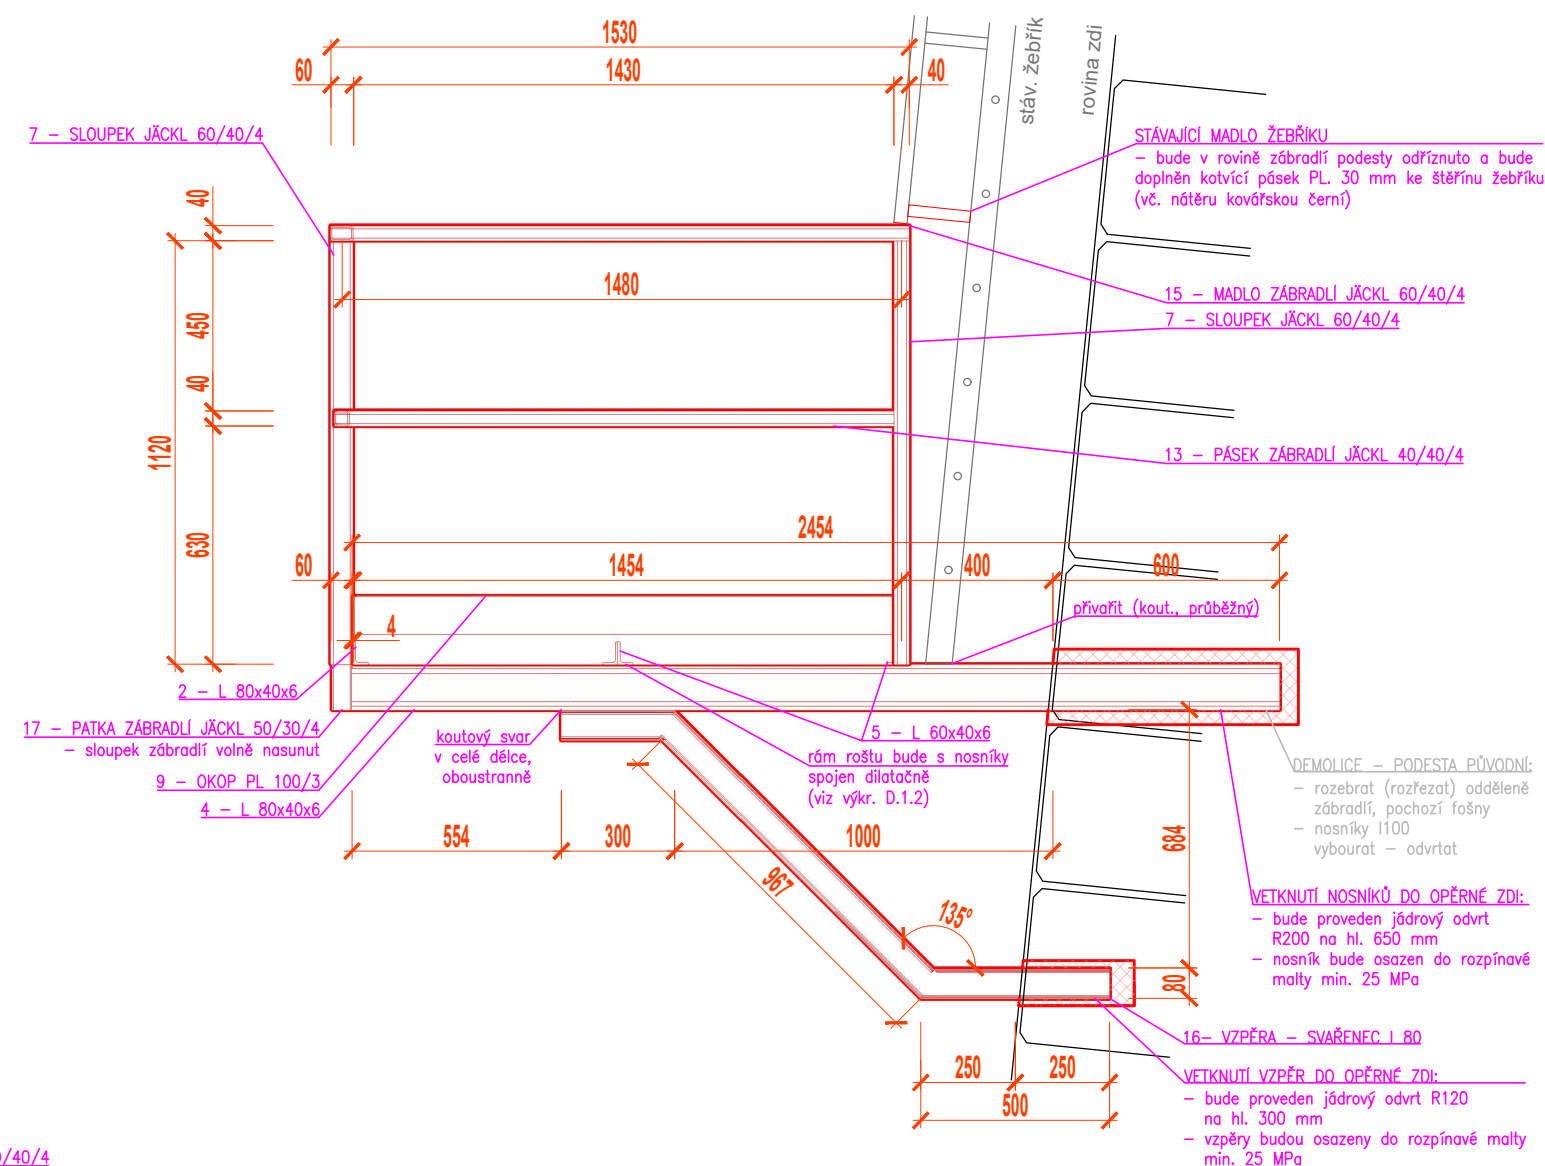 1530
60
1430
40
stáv. žebřík
rovina zdi
7 – SLOUPEK JÄCKL 60/40/4
STÁVAJÍCÍ MADLO ŽEBŘÍKU
– bude v rovině zábradlí podesty odříznuto a bude
doplněn kotvící pásek PL. 30 mm ke štěřínu žebříku
(vč. nátěru kovářskou černí)
40
1480
15 – MADLO ZÁBRADLÍ JÄCKL 60/40/4
7 – SLOUPEK JÄCKL 60/40/4
450
40
1120
13 – PÁSEK ZÁBRADLÍ JÄCKL 40/40/4
630
2454
60
1454
400
600
4
přivařit (kout., průběžný)
2 – L 80x40x6
17 – PATKA ZÁBRADLÍ JÄCKL 50/30/4
– sloupek zábradlí volně nasunut
9 – OKOP PL 100/3
4 – L 80x40x6
koutový svar
v celé délce,
oboustranně
5 – L 60x40x6
rám roštu bude s nosníky
spojen dilatačně
(viz výkr. D.1.2)
DEMOLICE – PODESTA PŮVODNÍ:
– rozebrat (rozřezat) odděleně
zábradlí, pochozí fošny
– nosníky I100
vybourat – odvrtat
554
300
1000
684
967
135°
VETKNUTÍ NOSNÍKŮ DO OPĚRNÉ ZDI:
– bude proveden jádrový odvrt
R200 na hl. 650 mm
– nosník bude osazen do rozpínavé
malty min. 25 MPa
80
16– VZPĚRA – SVAŘENEC I 80
250
250
500
VETKNUTÍ VZPĚR DO OPĚRNÉ ZDI:
– bude proveden jádrový odvrt R120
na hl. 300 mm
– vzpěry budou osazeny do rozpínavé malty
min. 25 MPa
/40/4